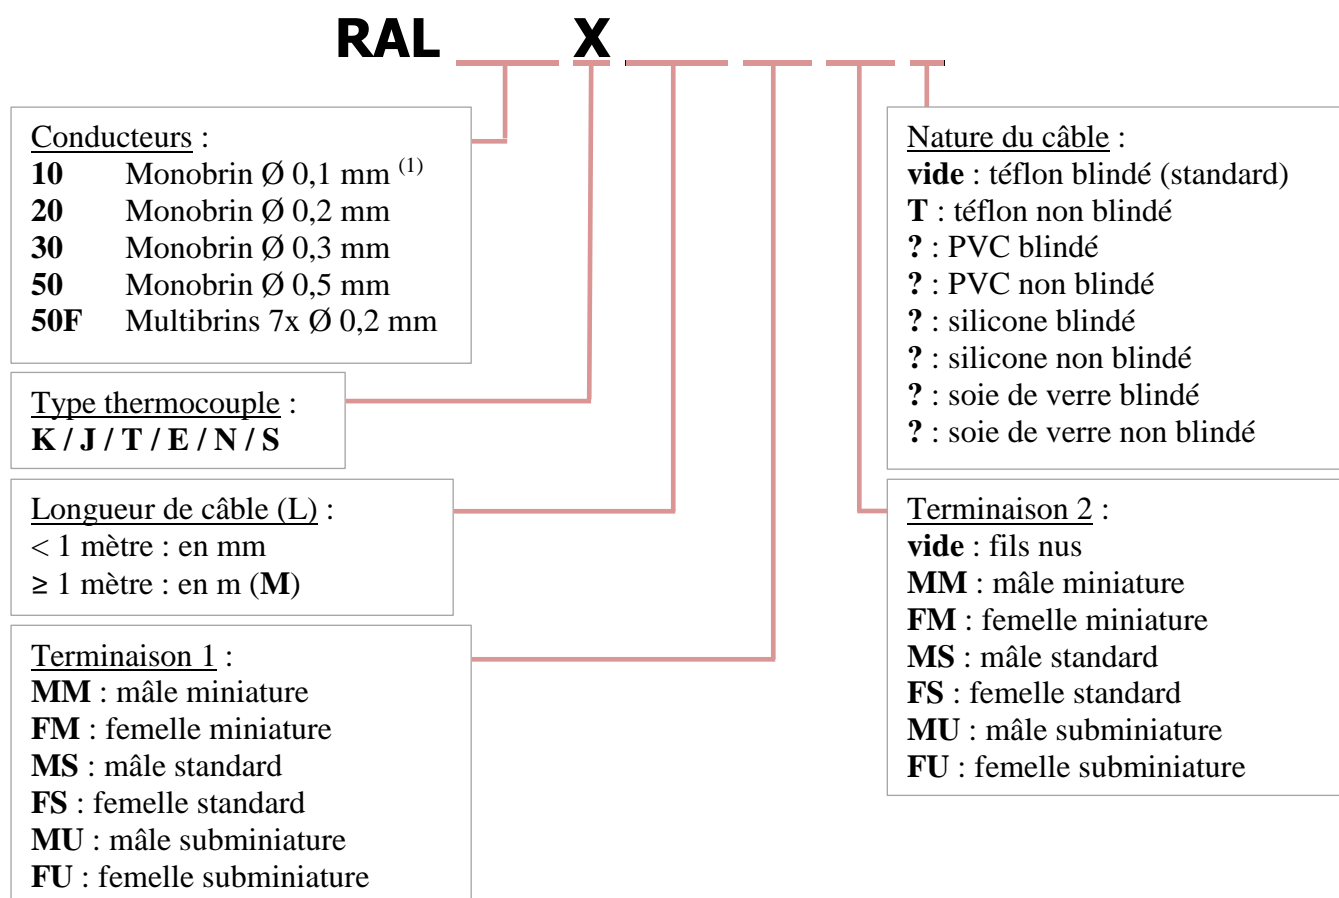 RAL X
Conducteurs :
10 Monobrin Ø 0,1 mm (1)
20 Monobrin Ø 0,2 mm
30 Monobrin Ø 0,3 mm
50 Monobrin Ø 0,5 mm
50F Multibrins 7x Ø 0,2 mm
Type thermocouple :
K / J / T / E / N / S
Longueur de câble (L) :
< 1 mètre : en mm
≥ 1 mètre : en m (M)
Terminaison 1 :
MM : mâle miniature
FM : femelle miniature
MS : mâle standard
FS : femelle standard
MU : mâle subminiature
FU : femelle subminiature
Nature du câble :
vide : téflon blindé (standard)
T : téflon non blindé
? : PVC blindé
? : PVC non blindé
? : silicone blindé
? : silicone non blindé
? : soie de verre blindé
? : soie de verre non blindé
Terminaison 2 :
vide : fils nus
MM : mâle miniature
FM : femelle miniature
MS : mâle standard
FS : femelle standard
MU : mâle subminiature
FU : femelle subminiature